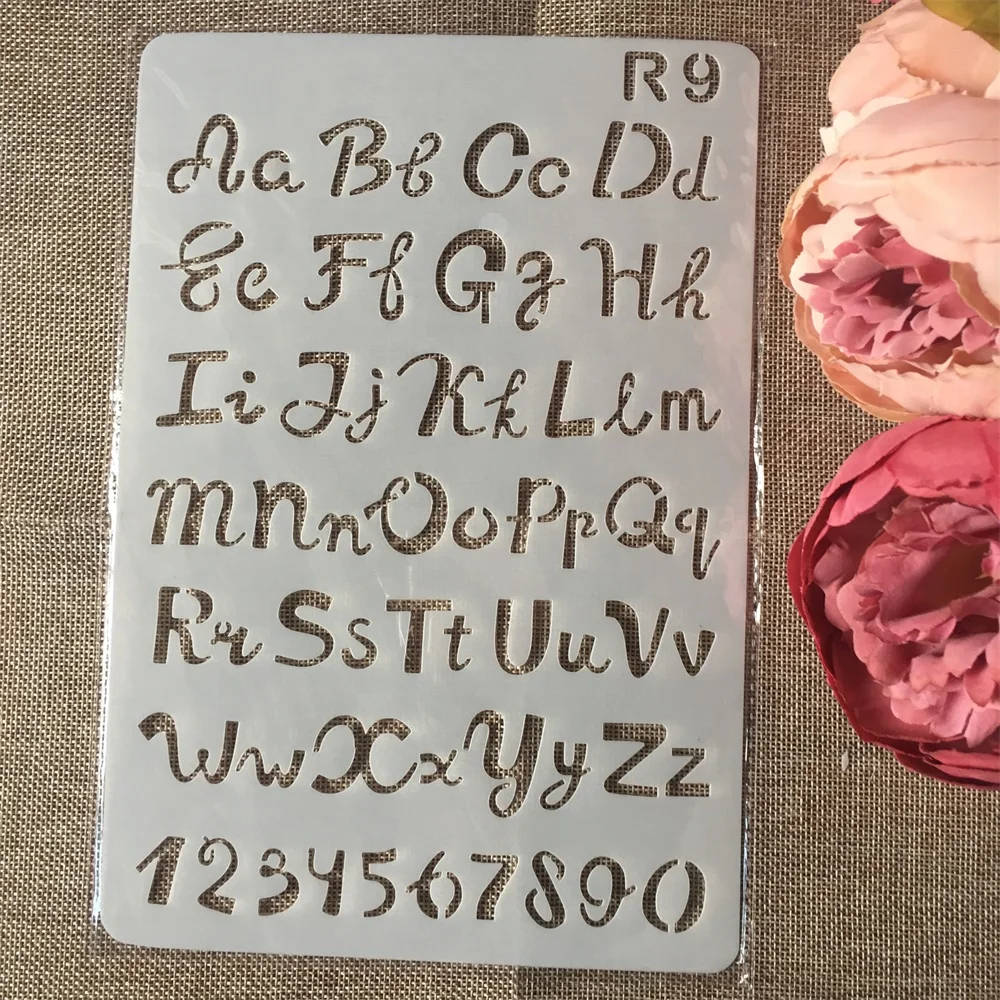 R9
Aa Bb Cc Dd
Ee Ff Gg Hh
Ii Jj Kk Ll m
m Nn Oo Pp Qq
Rr Ss Tt Uu Vv
Ww Xx Yy Zz
1234567890